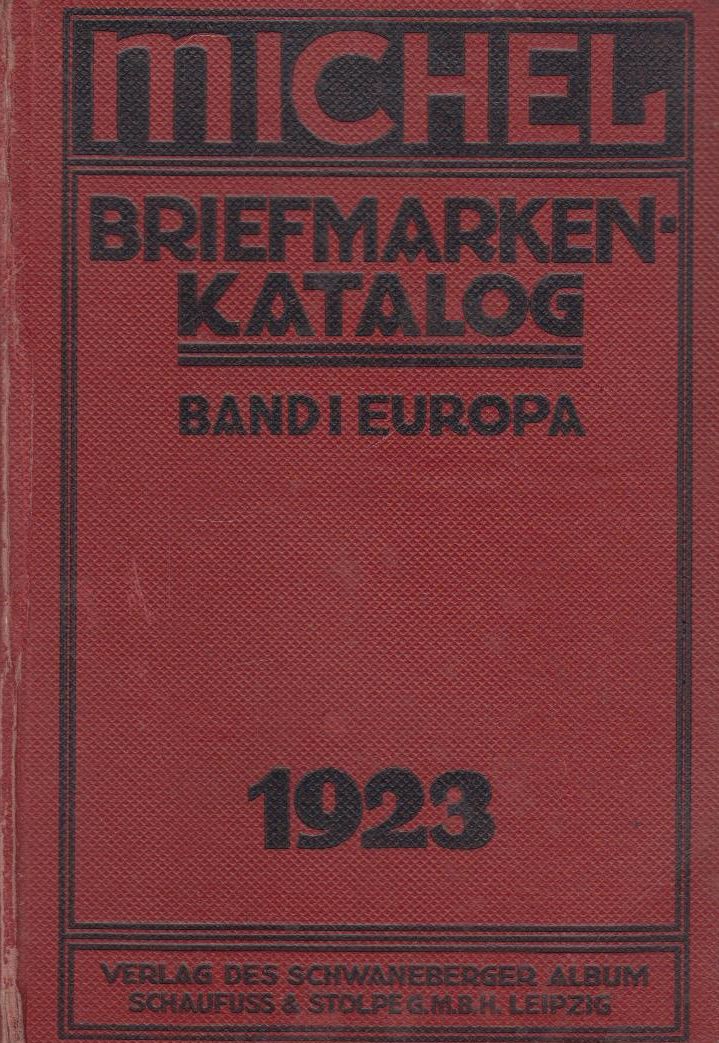 MICHEL
BRIEFMARKEN-
KATALOG
BAND I EUROPA
1923
VERLAG DES SCHWANEBERGER ALBUM
SCHAUFUSS & STOLPE G.M.B.H. LEIPZIG